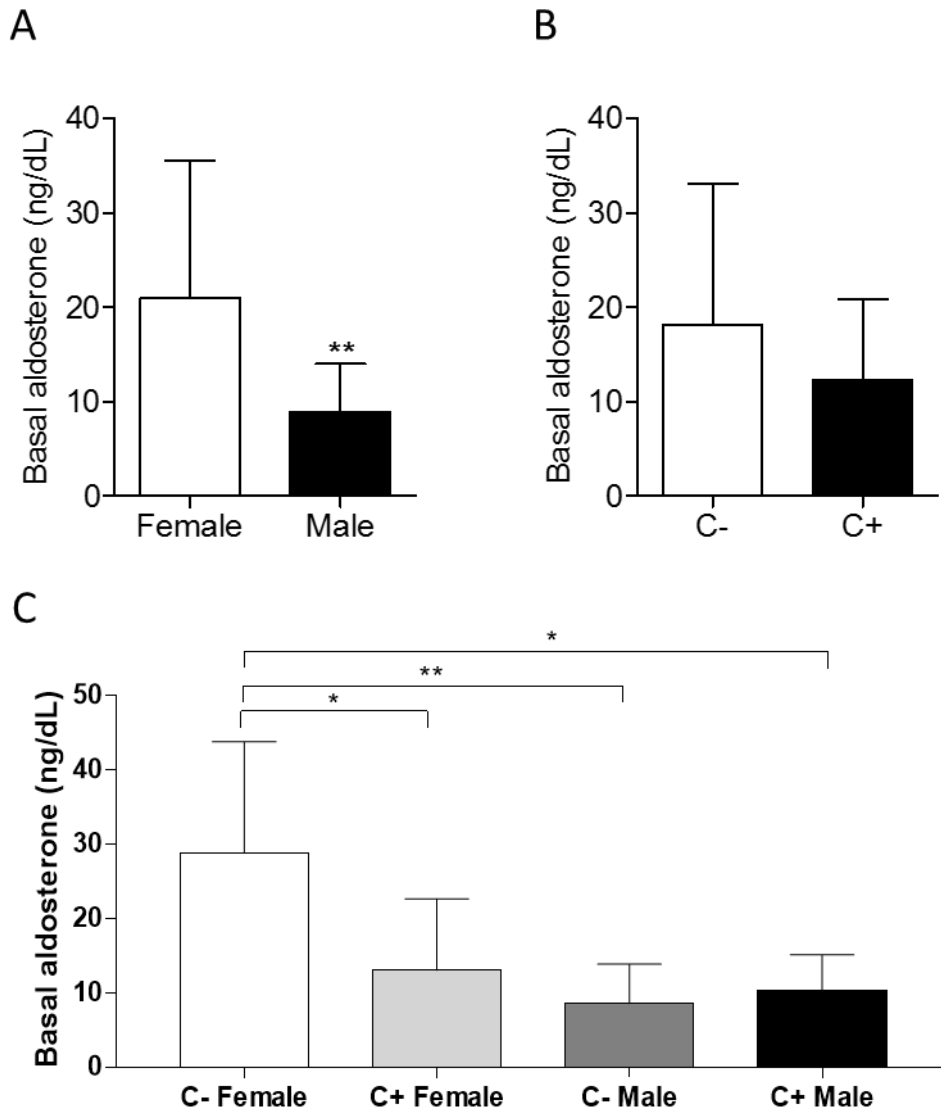 A
Basal aldosterone (ng/dL)
40
30
20
10
0
**
Female Male
B
Basal aldosterone (ng/dL)
40
30
20
10
0
C- C+
C
Basal aldosterone (ng/dL)
50
40
30
20
10
0
*
**
*
C- Female C+ Female C- Male C+ Male